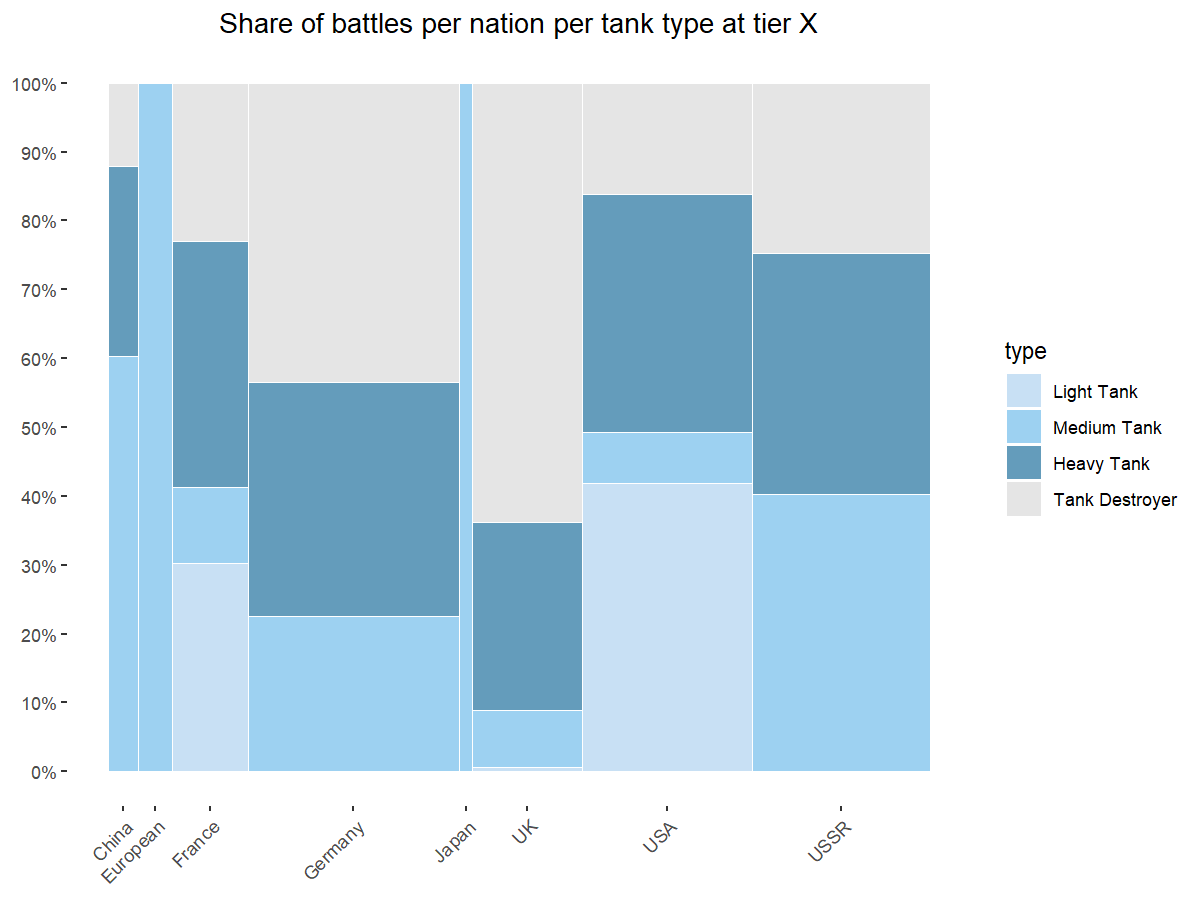 Share of battles per nation per tank type at tier X
100%
90%
80%
70%
60%
50%
40%
30%
20%
10%
0%
China
European
France
Germany
Japan
UK
USA
USSR
type
Light Tank
Medium Tank
Heavy Tank
Tank Destroyer